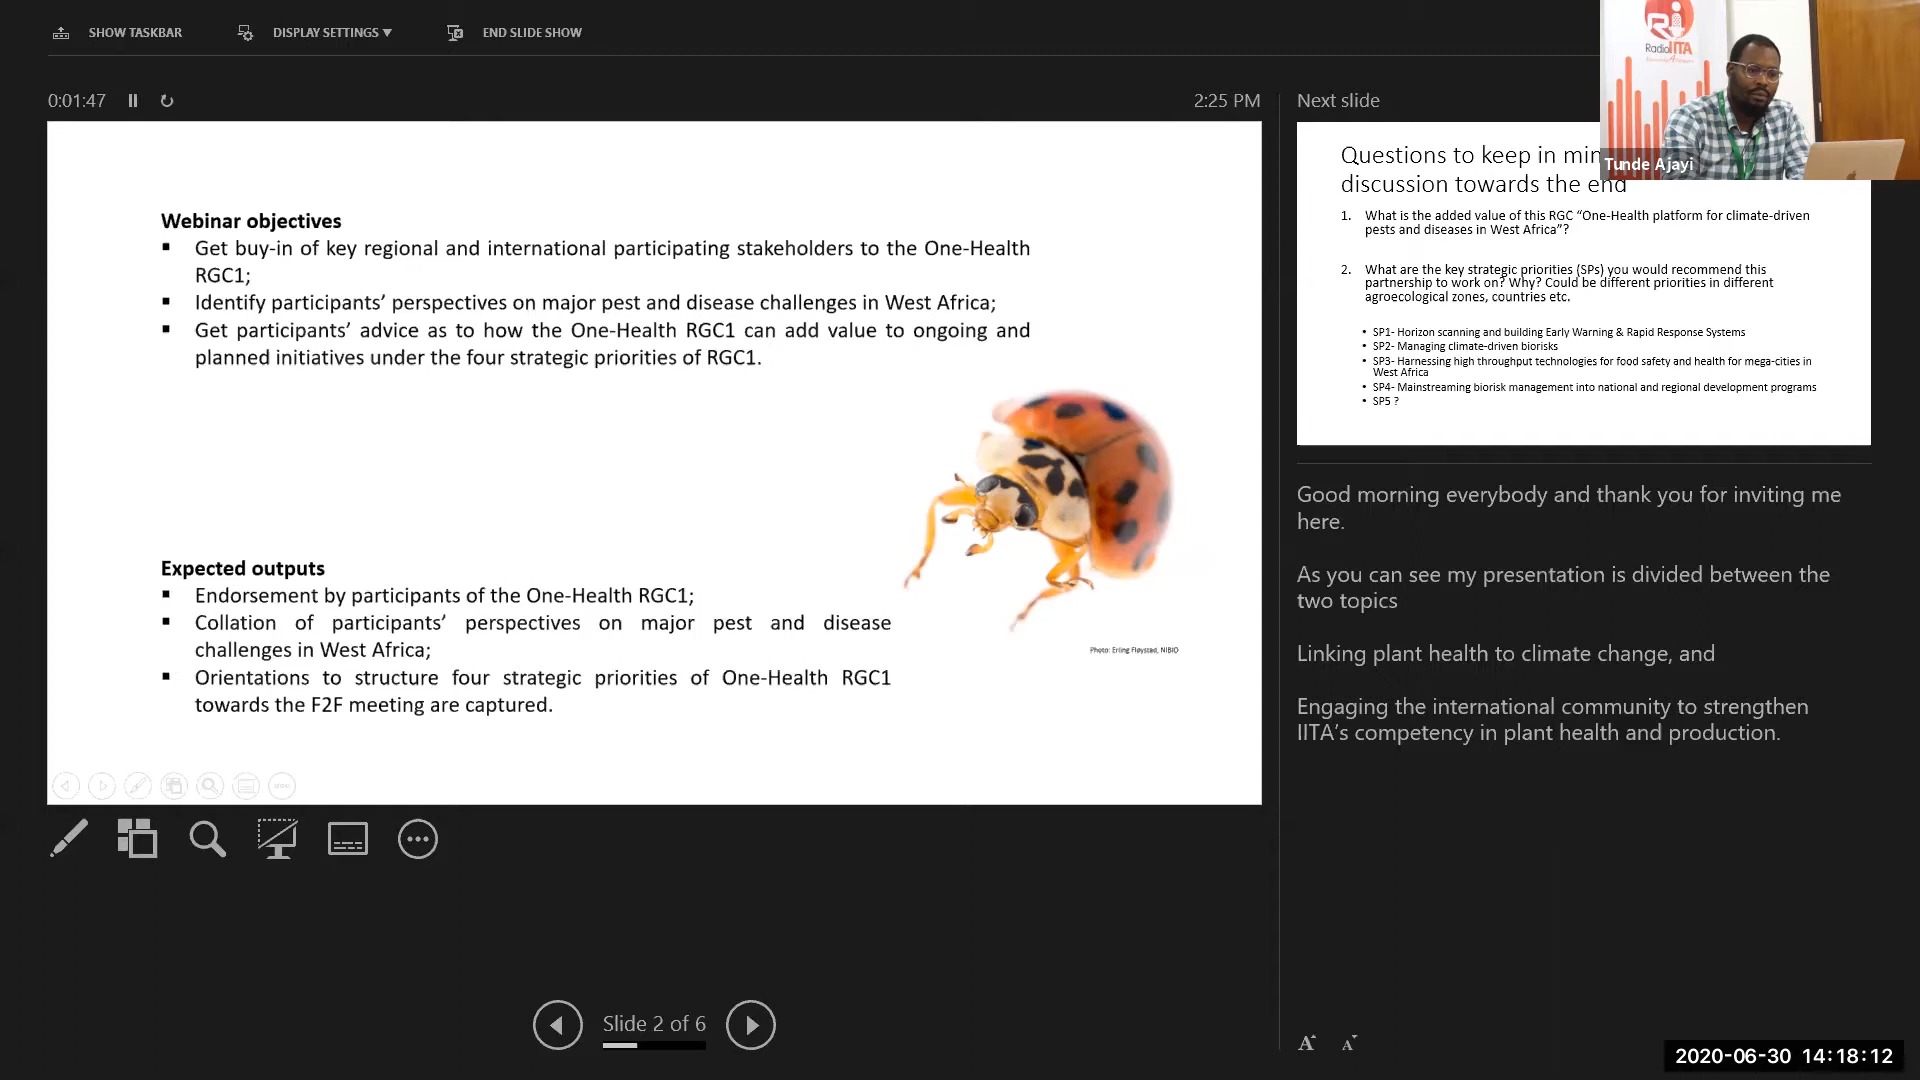 SHOW TASKBAR
DISPLAY SETTINGS ▼
END SLIDE SHOW
0:01:47
2:25 PM
Webinar objectives
▪ Get buy-in of key regional and international participating stakeholders to the One-Health
RGC1;
▪ Identify participants’ perspectives on major pest and disease challenges in West Africa;
▪ Get participants’ advice as to how the One-Health RGC1 can add value to ongoing and
planned initiatives under the four strategic priorities of RGC1.
Expected outputs
▪ Endorsement by participants of the One-Health RGC1;
▪ Collation of participants’ perspectives on major pest and disease
challenges in West Africa;
▪ Orientations to structure four strategic priorities of One-Health RGC1
towards the F2F meeting are captured.
Photo: Erling Fløystad, NIBIO
Slide 2 of 6
Next slide
Questions to keep in min
discussion towards the end
1. What is the added value of this RGC “One-Health platform for climate-driven
pests and diseases in West Africa”?
2. What are the key strategic priorities (SPs) you would recommend this
partnership to work on? Why? Could be different priorities in different
agroecological zones, countries etc.
• SP1- Horizon scanning and building Early Warning & Rapid Response Systems
• SP2- Managing climate-driven biorisks
• SP3- Harnessing high throughput technologies for food safety and health for mega-cities in
West Africa
• SP4- Mainstreaming biorisk management into national and regional development programs
• SP5 ?
Radio IITA
Tunde Ajayi
Good morning everybody and thank you for inviting me
here.
As you can see my presentation is divided between the
two topics
Linking plant health to climate change, and
Engaging the international community to strengthen
IITA’s competency in plant health and production.
A A
2020-06-30 14:18:12